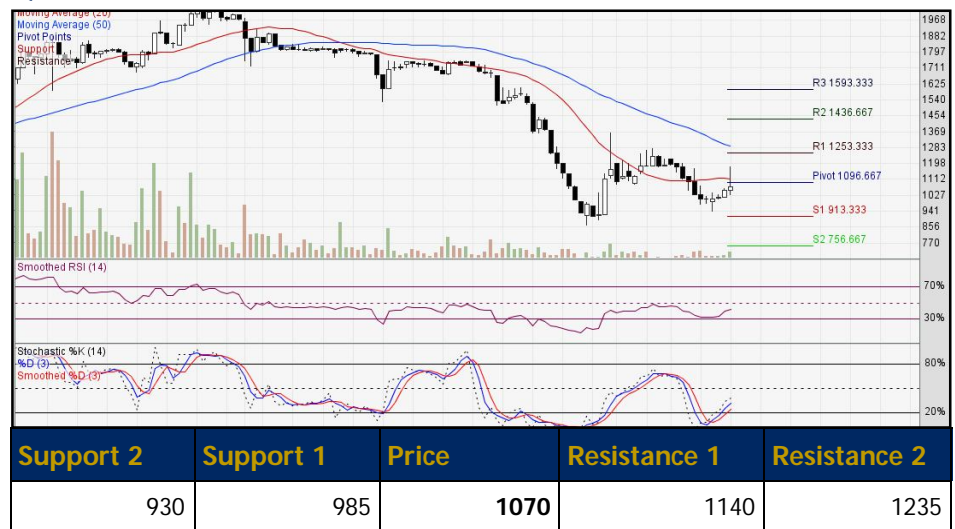 Moving Average (20)
Moving Average (50)
Pivot Points
Support
Resistance
1968
1882
1797
1711
1625
1540
1454
1369
1283
1198
1112
1027
941
856
770
R3 1593.333
R2 1436.667
R1 1253.333
Pivot 1096.667
S1 913.333
S2 756.667
Smoothed RSI (14)
70%
30%
Stochastic %K (14)
%D (3)
Smoothed %D (3)
80%
20%
Support 2 Support 1 Price Resistance 1 Resistance 2
930 985 1070 1140 1235